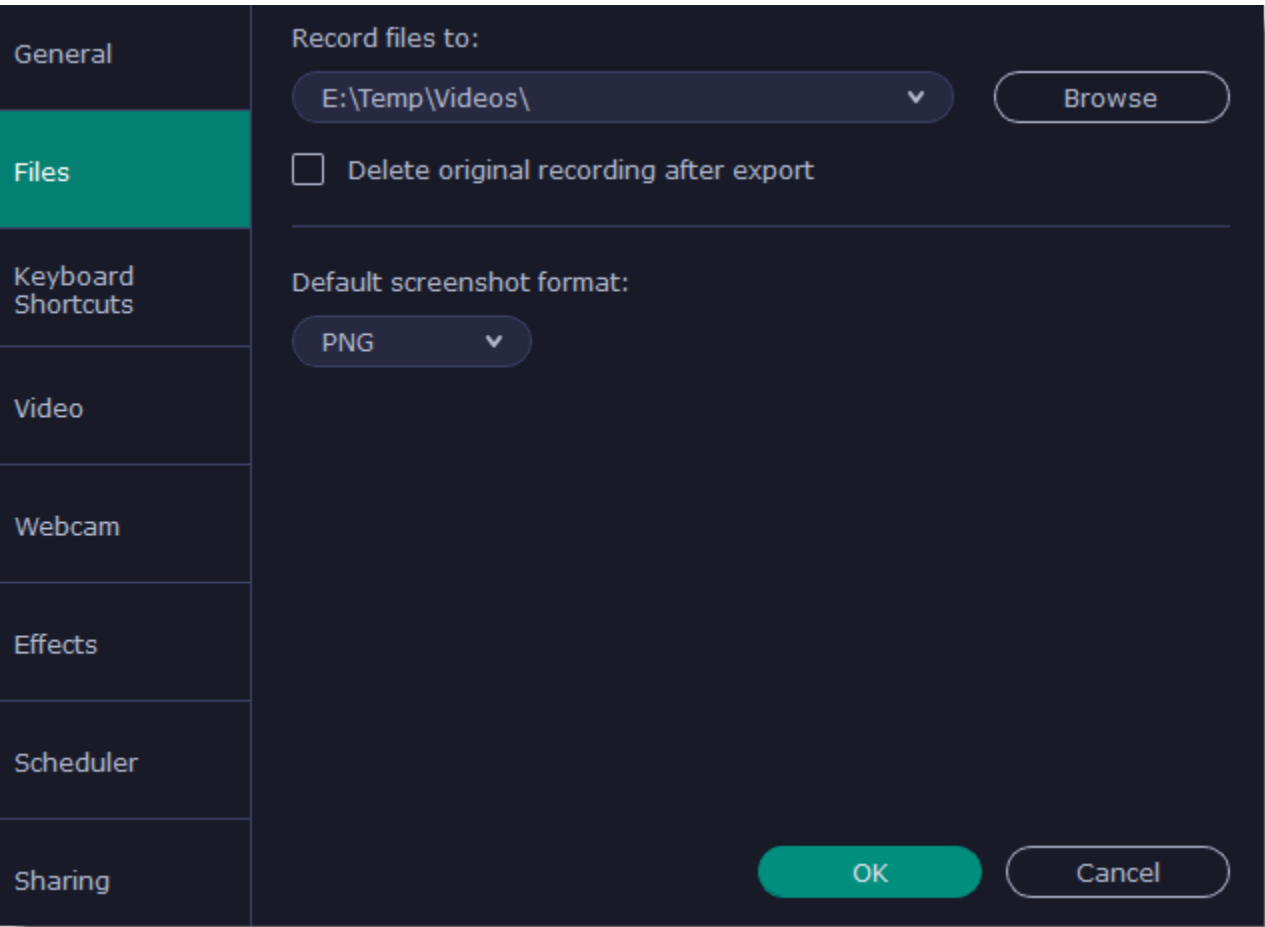 General
Files
Keyboard
Shortcuts
Video
Webcam
Effects
Scheduler
Sharing
Record files to:
E:\Temp\Videos\
Browse
Delete original recording after export
Default screenshot format:
PNG
OK
Cancel